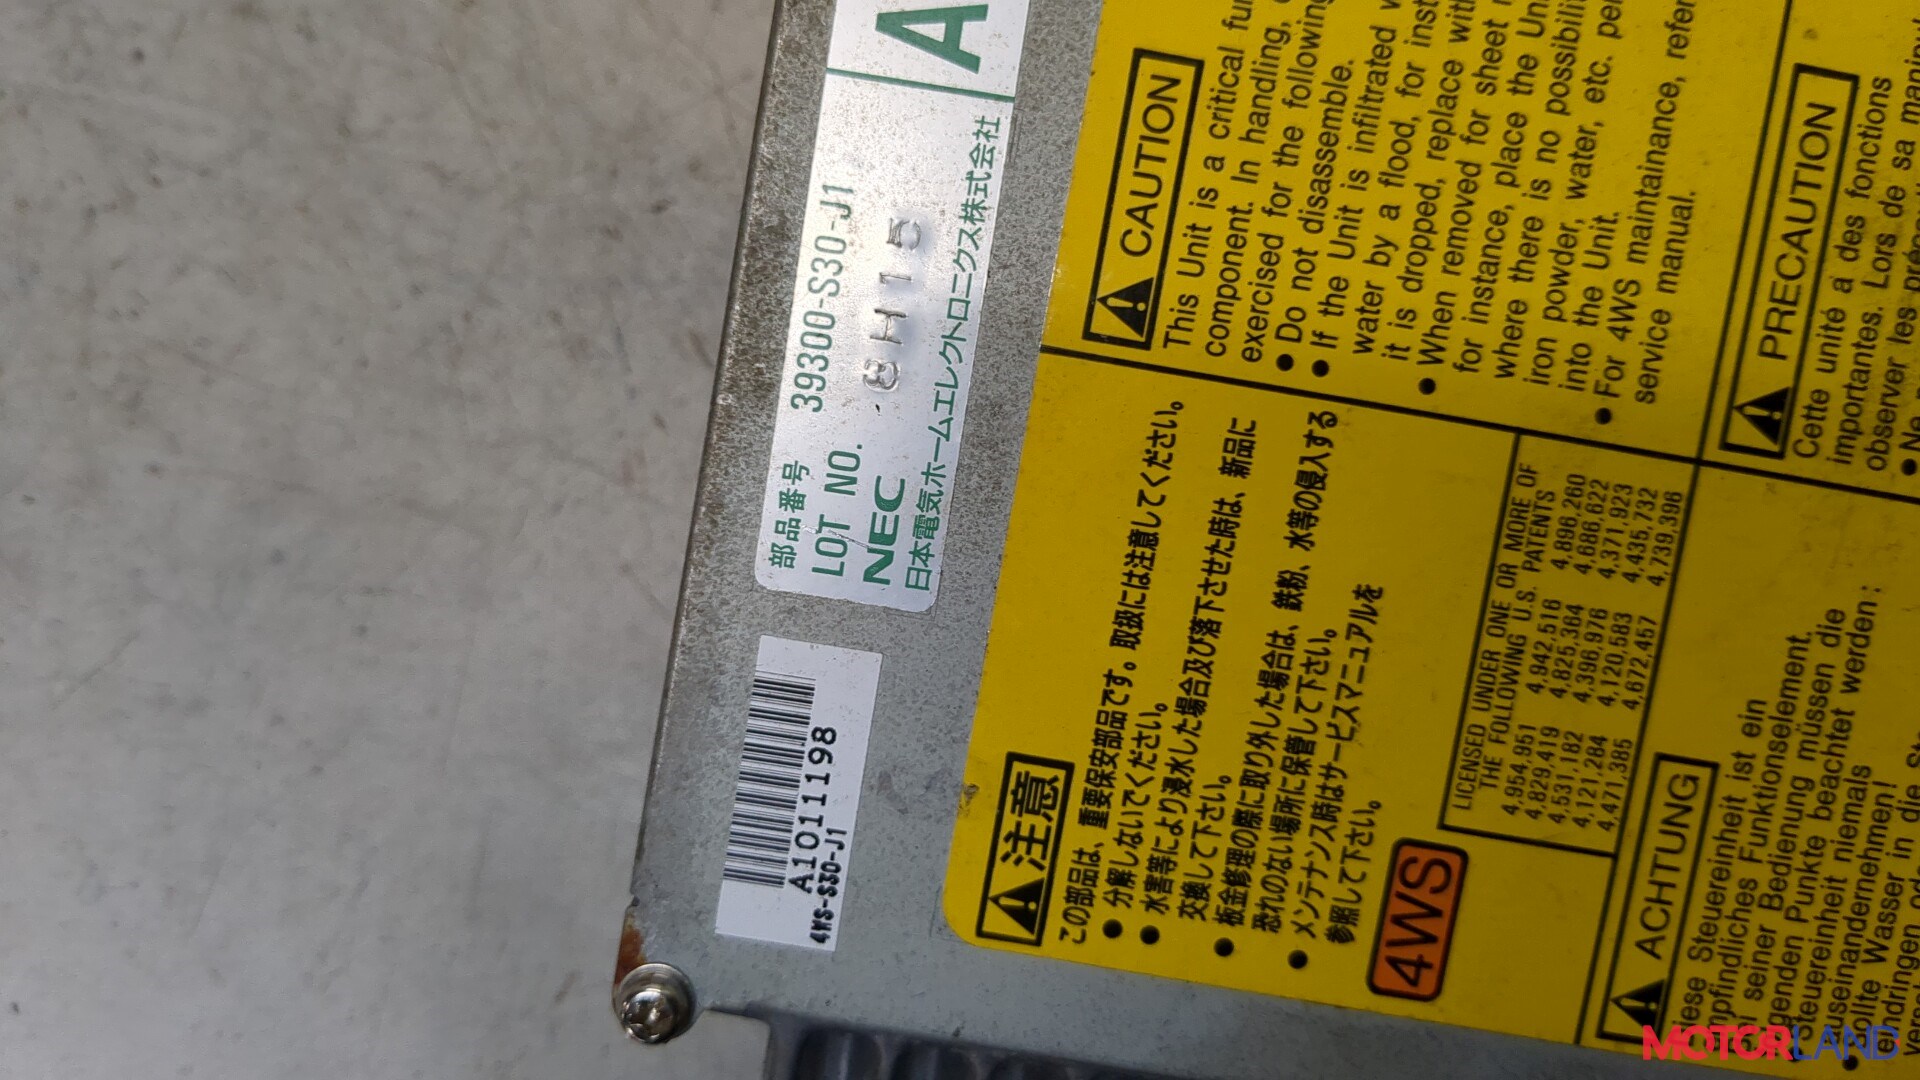 部品番号 39300-S30-J1
LOT NO. 8H15
NEC
日本電気ホームエレクトロニクス株式会社
A
A1011198
4WS-S30-J1
注意
この部品は、重要保安部品です。取扱には注意してください。
● 分解しないでください。
● 水害等により浸水した場合及び落下させた時は、新品に
交換して下さい。
● 板金修理の際に取り外した場合は、鉄粉、水等の侵入する
恐れのない場所に保管して下さい。
● メンテナンス時はサービスマニュアルを
参照して下さい。
4WS
LICENSED UNDER ONE OR MORE OF
THE FOLLOWING U.S. PATENTS
4,954,951 4,942,516 4,896,260
4,829,419 4,825,364 4,686,622
4,531,182 4,396,976 4,371,923
4,121,284 4,120,583 4,435,732
4,471,385 4,672,457 4,739,396
CAUTION
This Unit is a critical
component. In handling,
exercised for the following
● Do not disassemble.
● If the Unit is infiltrated
water by a flood, for
it is dropped, replace
● When removed for sheet
for instance, place the
where there is no
iron powder, water, etc.
into the Unit.
● For 4WS maintainance, refer
service manual.
PRECAUTION
Cette unité a des fonctions
importantes. Lors de sa
observer les
● Ne
ACHTUNG
Steuereinheit ist ein
Funktionselement.
seiner Bedienung müssen die
Punkte beachtet werden:
● Steuereinheit niemals
● Wasser in die
MOTORLAND